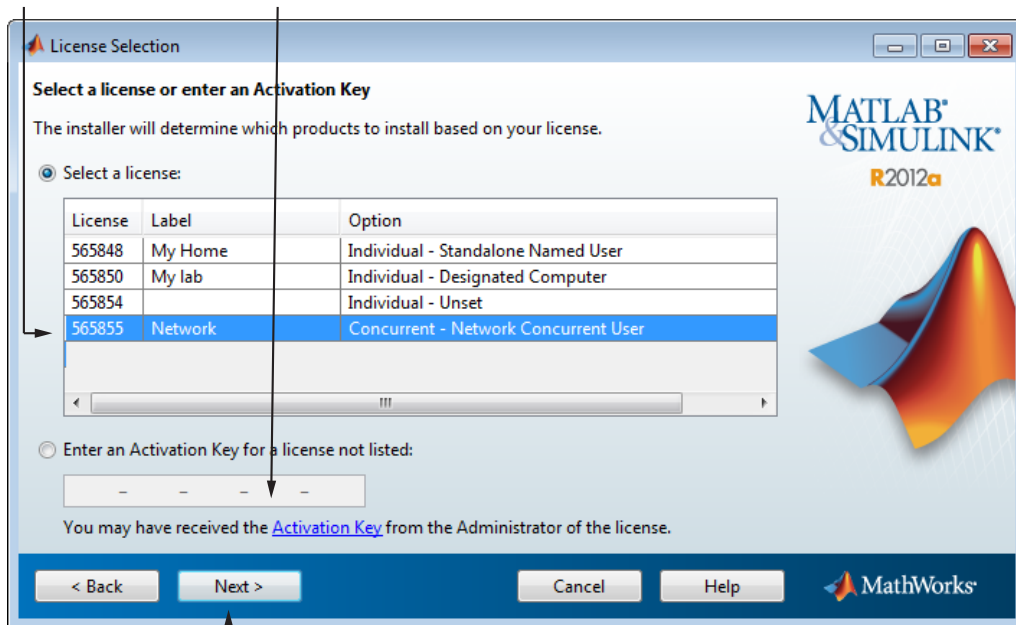 License Selection
Select a license or enter an Activation Key
The installer will determine which products to install based on your license.
MATLAB®
&SIMULINK®
R2012a
Select a license:
License Label Option
565848 My Home Individual - Standalone Named User
565850 My lab Individual - Designated Computer
565854 Individual - Unset
565855 Network Concurrent - Network Concurrent User
Enter an Activation Key for a license not listed:
– – – –
You may have received the Activation Key from the Administrator of the license.
< Back Next > Cancel Help MathWorks®